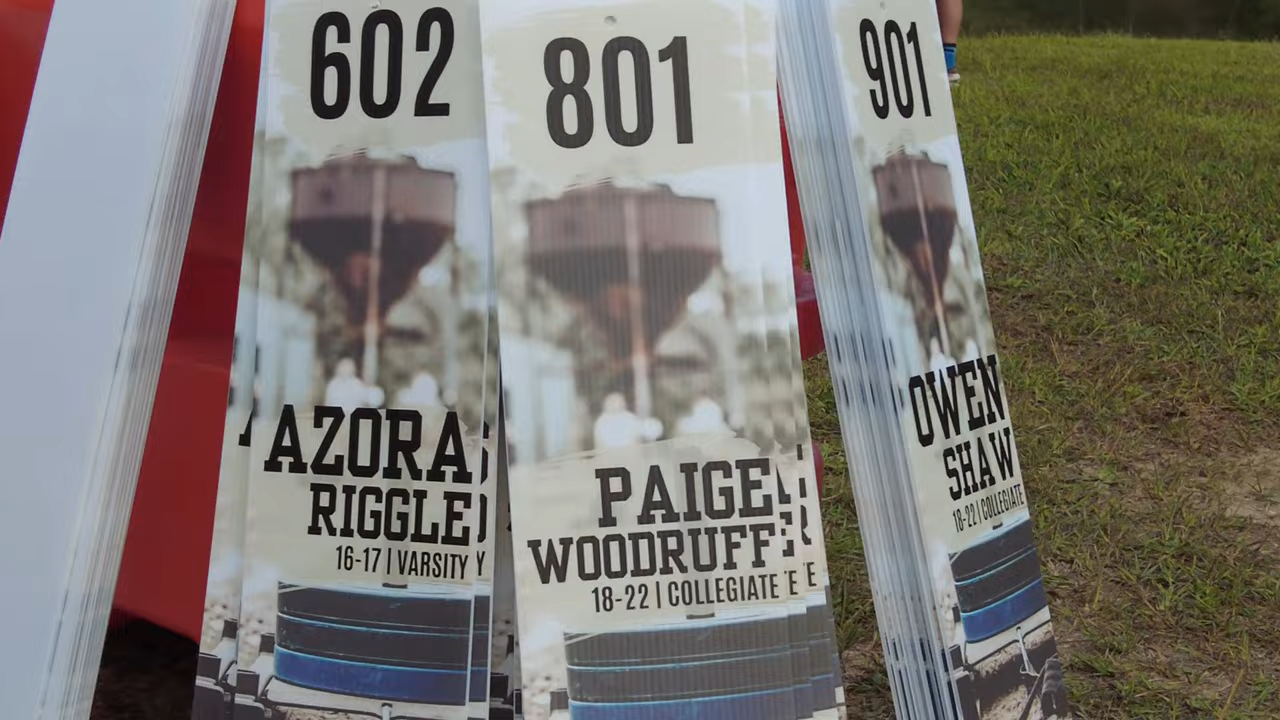 602
AZORA
RIGGLE
16-17 | VARSITY
801
PAIGE
WOODRUFF
18-22 | COLLEGIATE
901
OWEN
SHAW
18-22 | COLLEGIATE